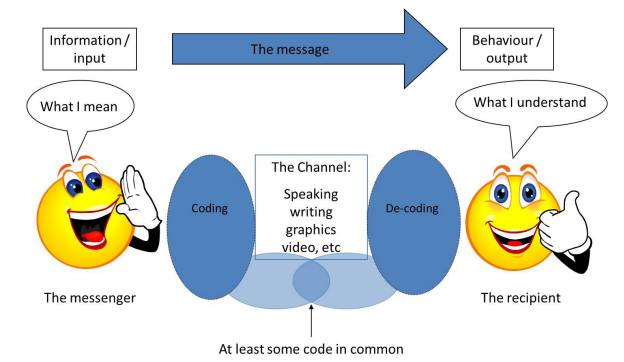 Information /
input
The message
Behaviour /
output
What I mean
What I understand
The Channel:
Speaking
writing
graphics
video, etc
Coding
De-coding
The messenger
The recipient
At least some code in common